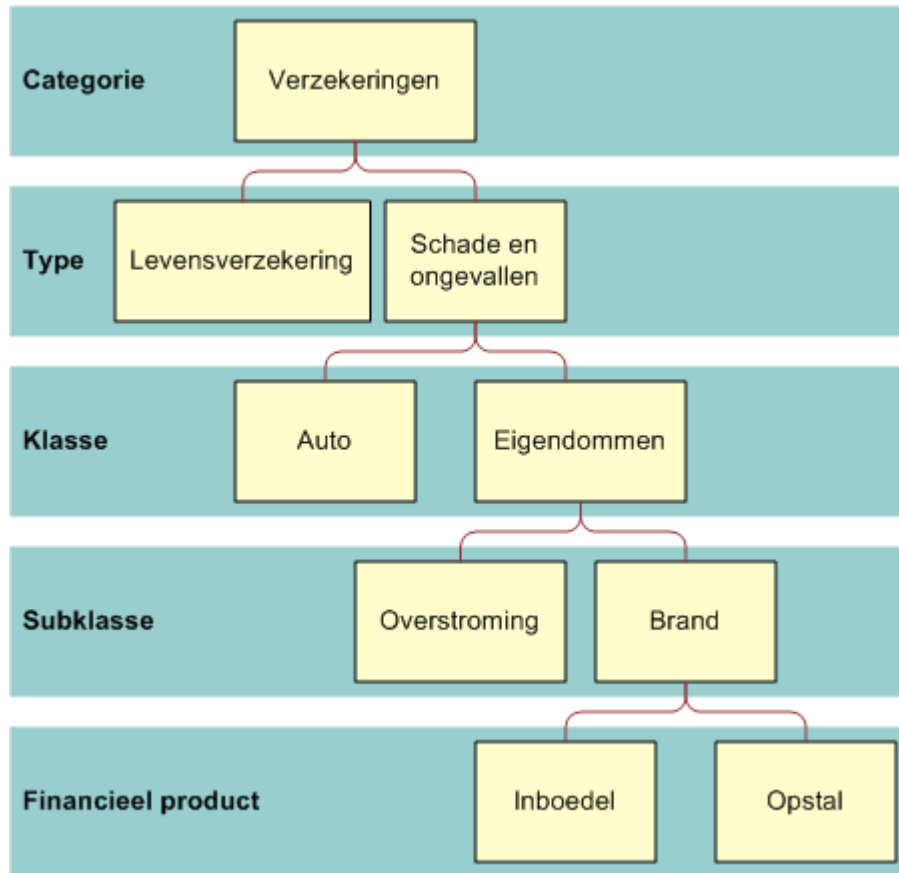 Categorie
Verzekeringen
Type
Levensverzekering
Schade en
ongevallen
Klasse
Auto
Eigendommen
Subklasse
Overstroming
Brand
Financieel product
Inboedel
Opstal